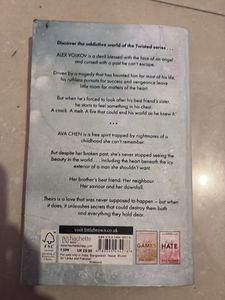 Discover the addictive world of the Twisted series . . .
ALEX VOLKOV is a devil blessed with the face of an angel
and cursed with a past he can't escape.
Driven by a tragedy that has haunted him for most of his life,
his ruthless pursuits for success and vengeance leave
little room for matters of the heart.
But when he's forced to look after his best friend's sister,
he starts to feel something in his chest:
A crack. A melt. A fire that could end his world as he knew it.
* * *
AVA CHEN is a free spirit trapped by nightmares of a
childhood she can't remember.
But despite her broken past, she's never stopped seeing the
beauty in the world . . . including the heart beneath the icy
exterior of a man she shouldn't want.
Her brother's best friend. Her neighbour.
Her saviour and her downfall.
Theirs is a love that was never supposed to happen – but when it
does, it unleashes secrets that could destroy them both
and everything they hold dear.
visit littlebrown.co.uk
hachette
FSC
GAMES
HATE